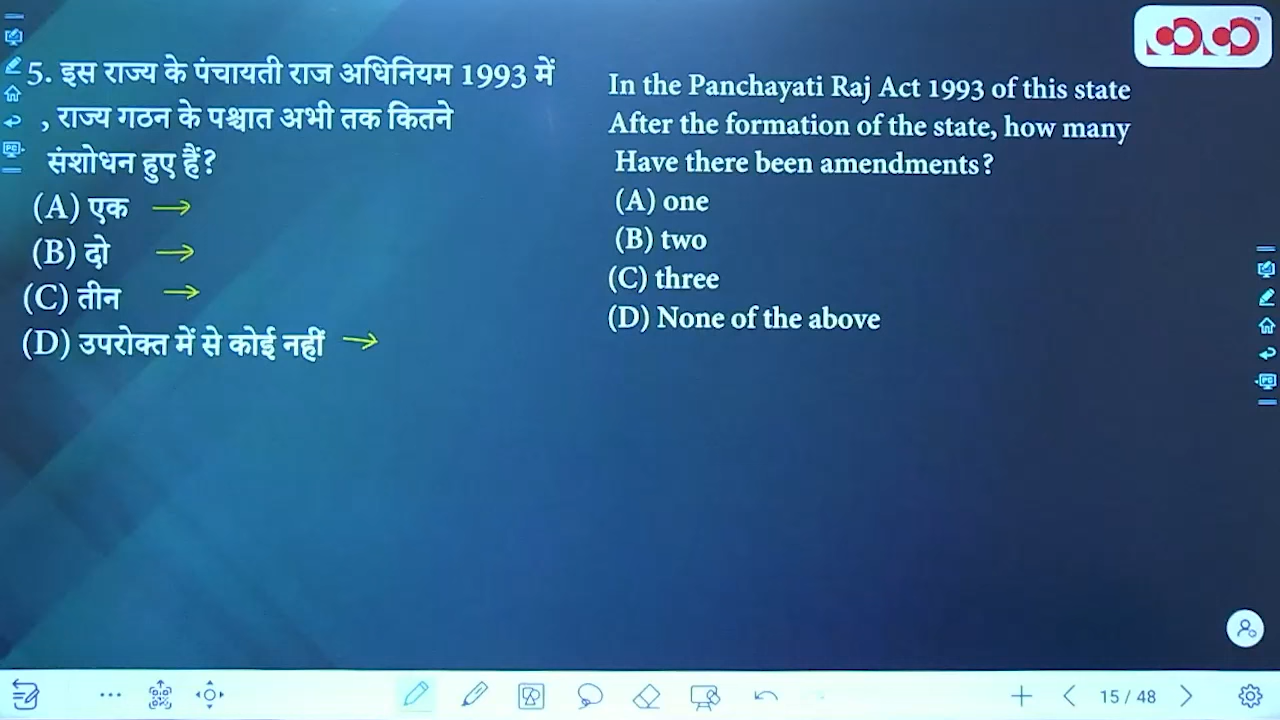 5. इस राज्य के पंचायती राज अधिनियम 1993 में
, राज्य गठन के पश्चात अभी तक कितने
संशोधन हुए हैं?
(A) एक
(B) दो
(C) तीन
(D) उपरोक्त में से कोई नहीं
In the Panchayati Raj Act 1993 of this state
After the formation of the state, how many
Have there been amendments?
(A) one
(B) two
(C) three
(D) None of the above
15 / 48